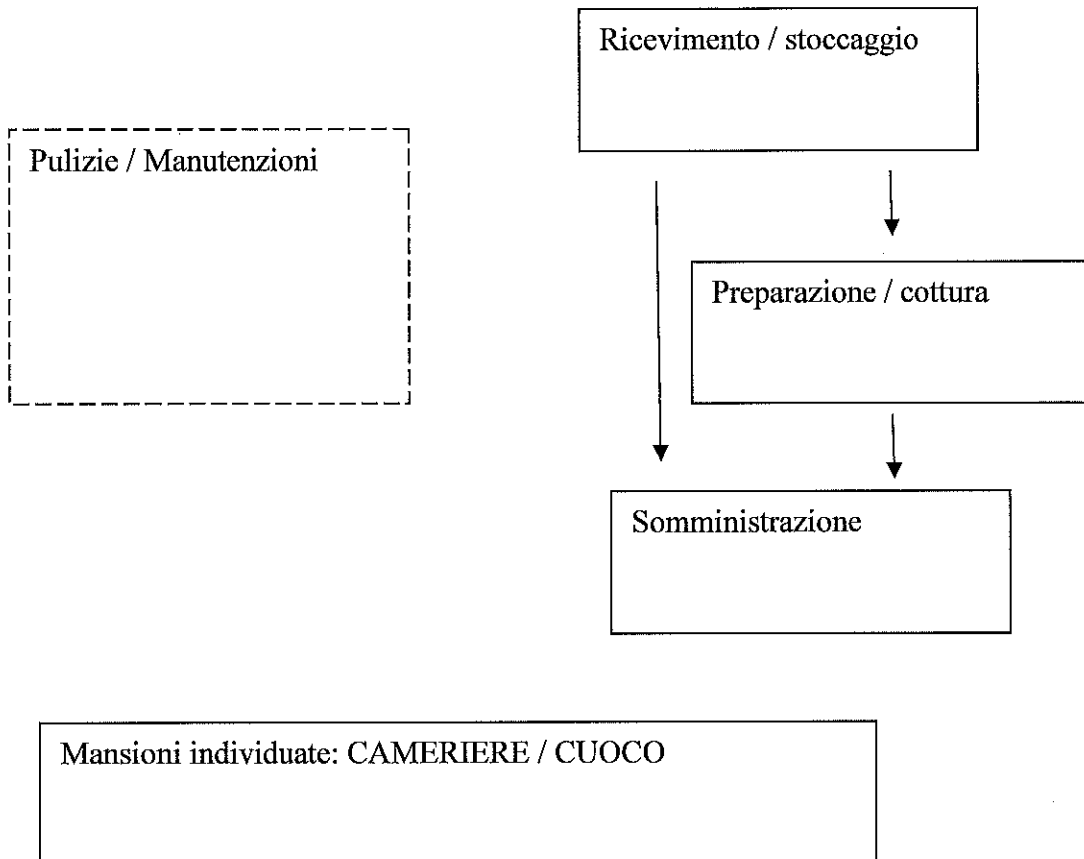 Ricevimento / stoccaggio
Pulizie / Manutenzioni
Preparazione / cottura
Somministrazione
Mansioni individuate: CAMERIERE / CUOCO